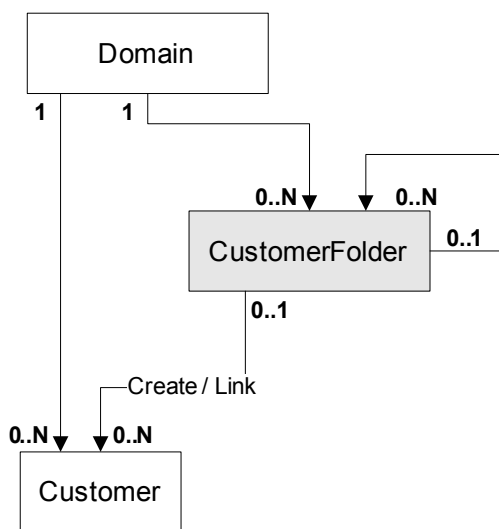 Domain
1 1
0..N 0..N
CustomerFolder
0..1
0..1
Create / Link
0..N 0..N
Customer